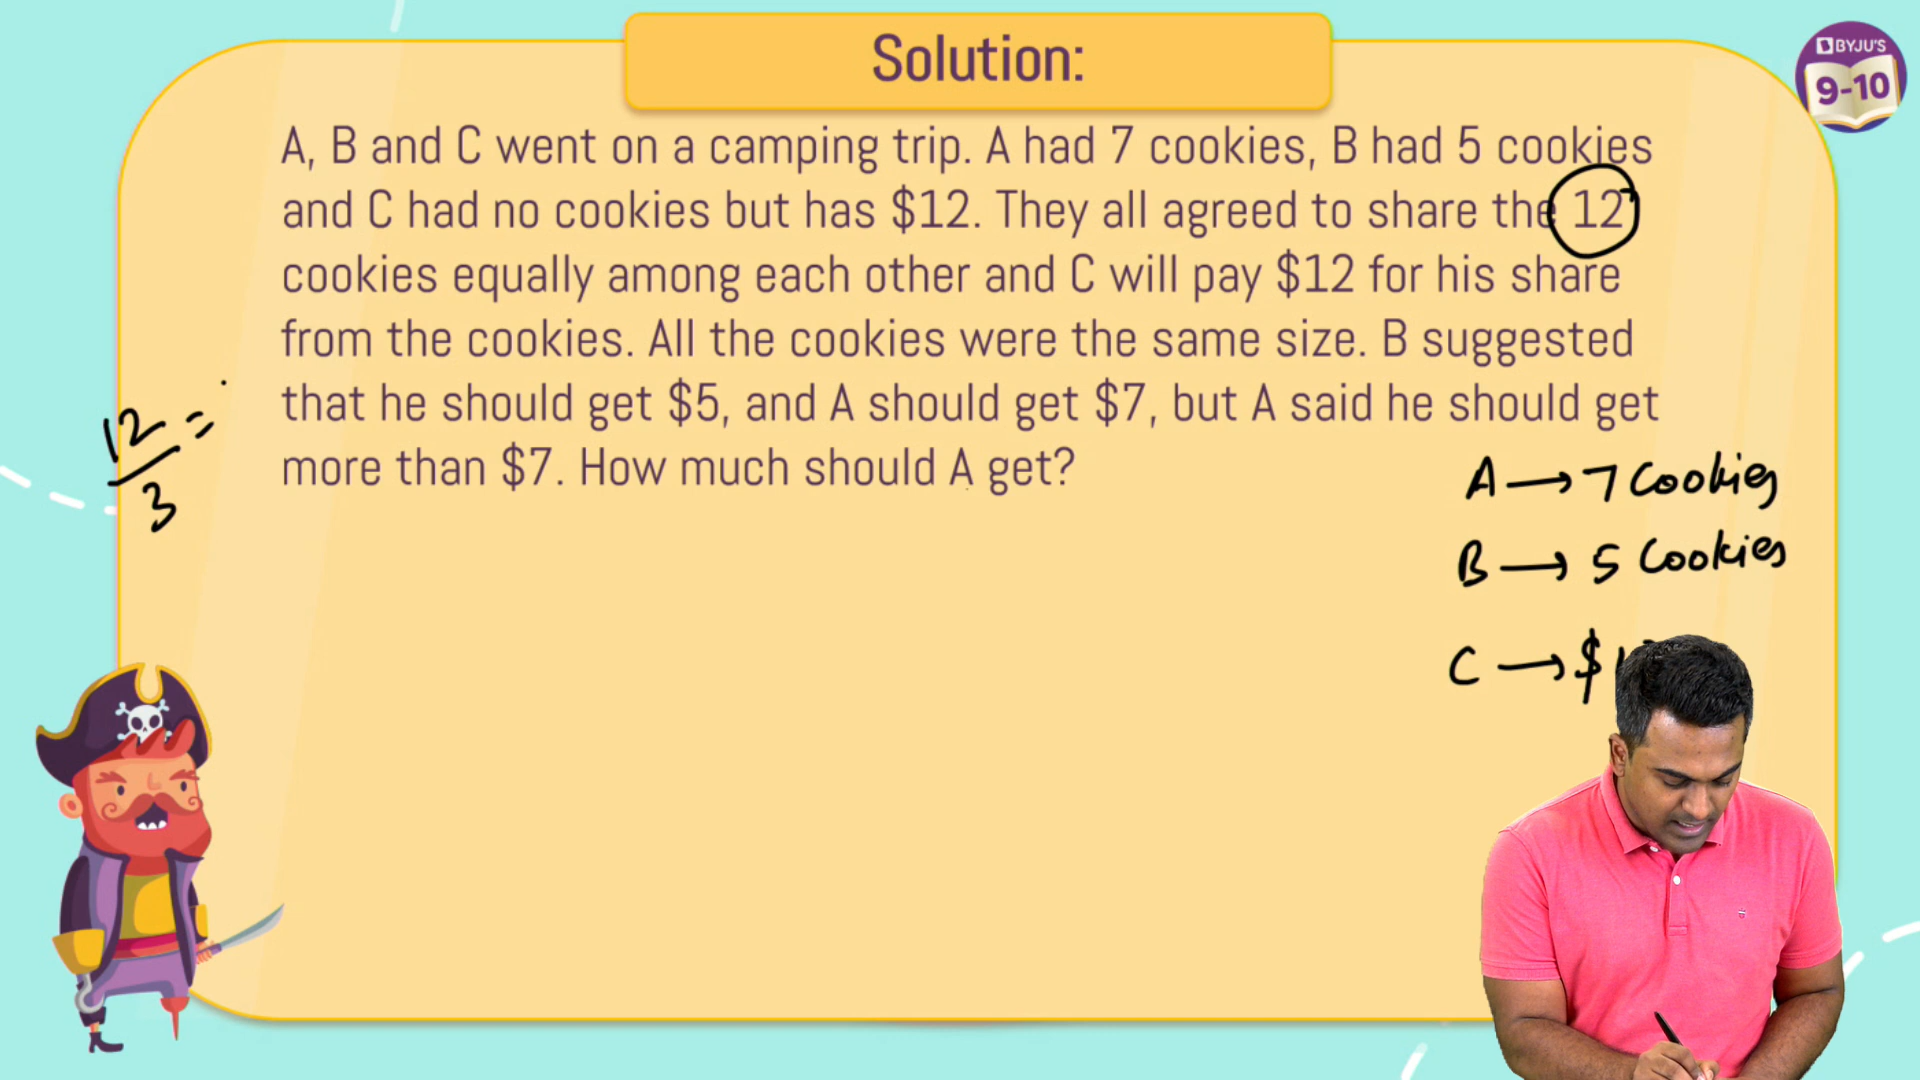 Solution:
BYJU'S
9-10
A, B and C went on a camping trip. A had 7 cookies, B had 5 cookies
and C had no cookies but has $12. They all agreed to share the 12
cookies equally among each other and C will pay $12 for his share
from the cookies. All the cookies were the same size. B suggested
that he should get $5, and A should get $7, but A said he should get
more than $7. How much should A get?
12/3 =
A → 7 Cookies
B → 5 Cookies
C → $